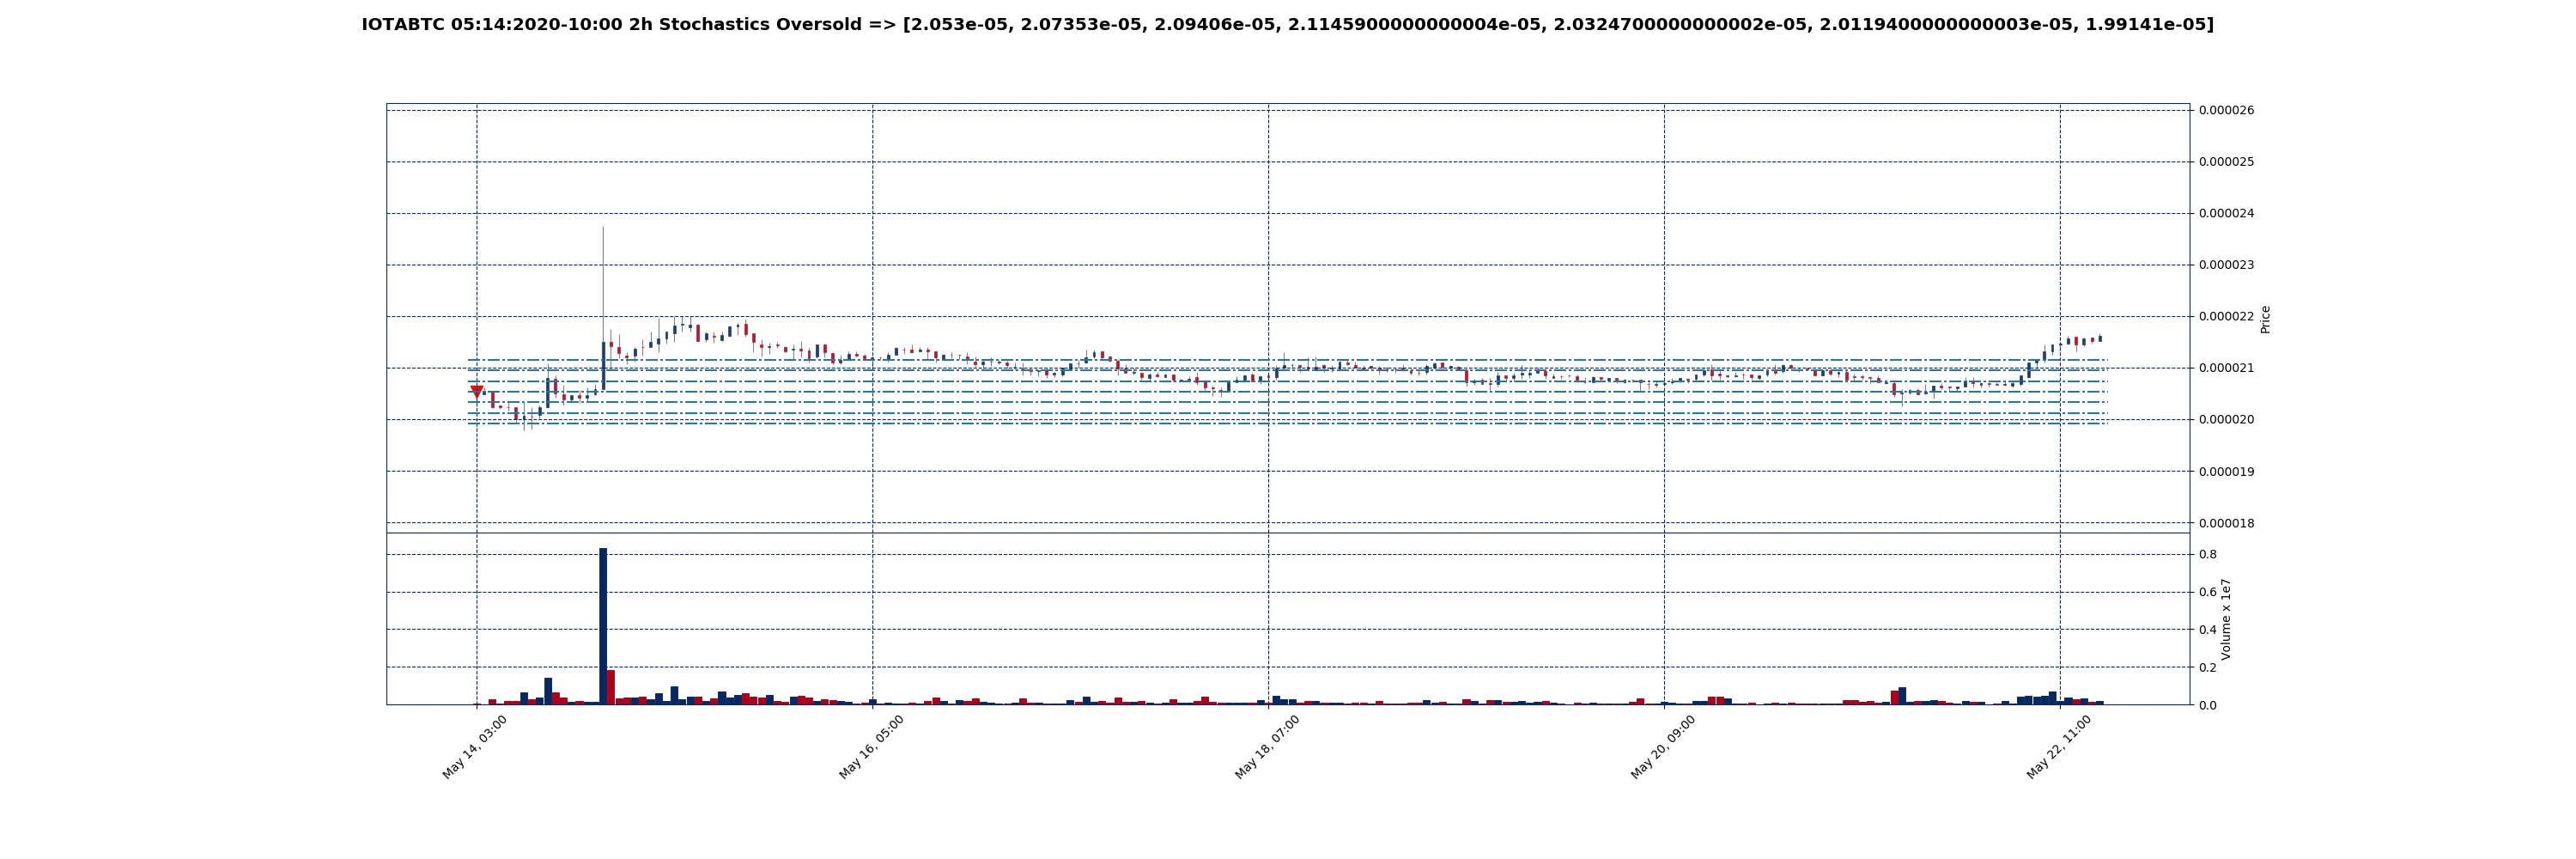 IOTABTC 05:14:2020-10:00 2h Stochastics Oversold => [2.053e-05, 2.07353e-05, 2.09406e-05, 2.1145900000000004e-05, 2.0324700000000002e-05, 2.0119400000000003e-05, 1.99141e-05]
0.000026
0.000025
0.000024
0.000023
0.000022
0.000021
0.000020
0.000019
0.000018
Price
0.8
0.6
0.4
0.2
0.0
Volume x 1e7
May 14, 03:00
May 16, 05:00
May 18, 07:00
May 20, 09:00
May 22, 11:00